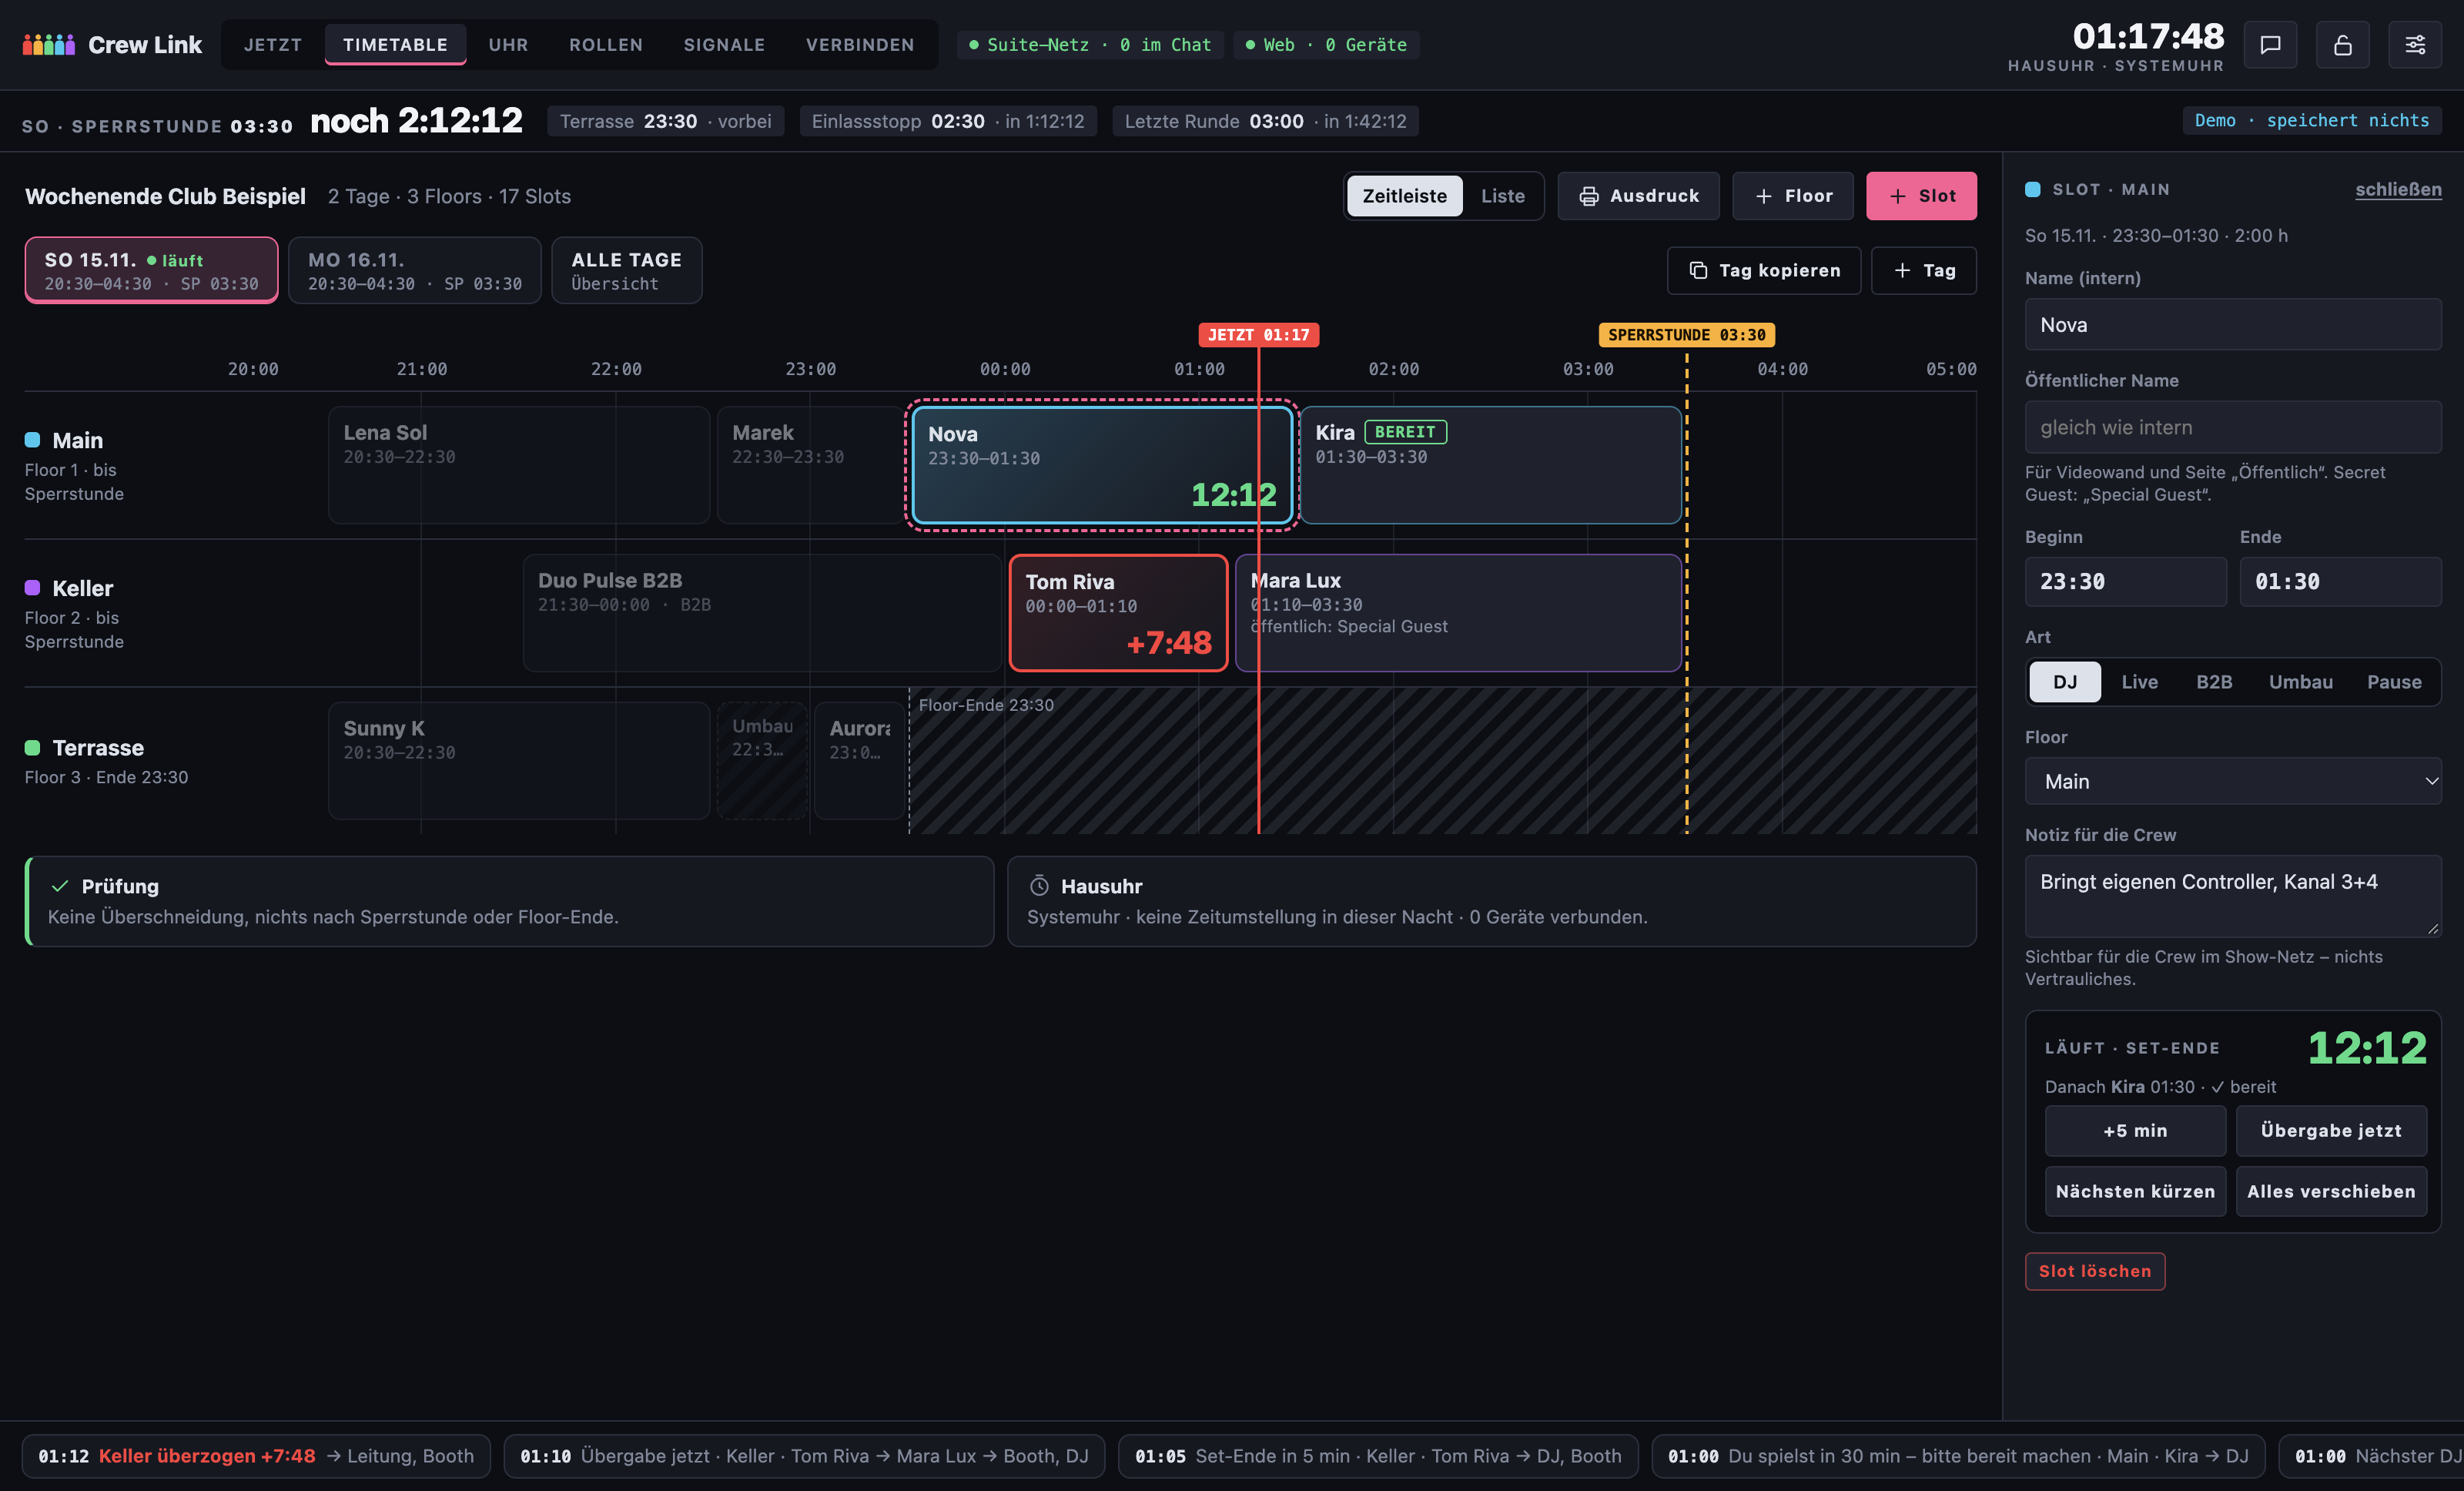 Crew Link
JETZT TIMETABLE UHR ROLLEN SIGNALE VERBINDEN
Suite-Netz · 0 im Chat
Web · 0 Geräte
01:17:48
HAUSUHR · SYSTEMUHR
SO · SPERRSTUNDE 03:30 noch 2:12:12
Terrasse 23:30 · vorbei
Einlassstopp 02:30 · in 1:12:12
Letzte Runde 03:00 · in 1:42:12
Demo · speichert nichts
Wochenende Club Beispiel 2 Tage · 3 Floors · 17 Slots
Zeitleiste Liste
Ausdruck
+ Floor
+ Slot
SO 15.11. läuft
20:30–04:30 · SP 03:30
MO 16.11.
20:30–04:30 · SP 03:30
ALLE TAGE
Übersicht
Tag kopieren
+ Tag
JETZT 01:17
SPERRSTUNDE 03:30
20:00 21:00 22:00 23:00 00:00 01:00 02:00 03:00 04:00 05:00
Main
Floor 1 · bis
Sperrstunde
Lena Sol
20:30–22:30
Marek
22:30–23:30
Nova
23:30–01:30
12:12
Kira BEREIT
01:30–03:30
Keller
Floor 2 · bis
Sperrstunde
Duo Pulse B2B
21:30–00:00 · B2B
Tom Riva
00:00–01:10
+7:48
Mara Lux
01:10–03:30
öffentlich: Special Guest
Terrasse
Floor 3 · Ende 23:30
Sunny K
20:30–22:30
Umbau
22:3…
Aurora
23:0…
Floor-Ende 23:30
Prüfung
Keine Überschneidung, nichts nach Sperrstunde oder Floor-Ende.
Hausuhr
Systemuhr · keine Zeitumstellung in dieser Nacht · 0 Geräte verbunden.
SLOT · MAIN
schließen
So 15.11. · 23:30–01:30 · 2:00 h
Name (intern)
Nova
Öffentlicher Name
gleich wie intern
Für Videowand und Seite „Öffentlich“. Secret
Guest: „Special Guest“.
Beginn Ende
23:30 01:30
Art
DJ Live B2B Umbau Pause
Floor
Main
Notiz für die Crew
Bringt eigenen Controller, Kanal 3+4
Sichtbar für die Crew im Show-Netz – nichts
Vertrauliches.
LÄUFT · SET-ENDE 12:12
Danach Kira 01:30 · ✓ bereit
+5 min
Übergabe jetzt
Nächsten kürzen
Alles verschieben
Slot löschen
01:12 Keller überzogen +7:48 → Leitung, Booth
01:10 Übergabe jetzt · Keller · Tom Riva → Mara Lux → Booth, DJ
01:05 Set-Ende in 5 min · Keller · Tom Riva → DJ, Booth
01:00 Du spielst in 30 min – bitte bereit machen · Main · Kira → DJ
01:00 Nächster DJ